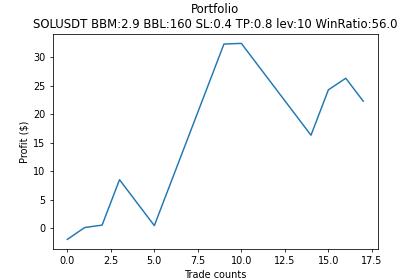 Portfolio
SOLUSDT BBM:2.9 BBL:160 SL:0.4 TP:0.8 lev:10 WinRatio:56.0
30
25
20
15
10
5
0
Profit ($)
0.0 2.5 5.0 7.5 10.0 12.5 15.0 17.5
Trade counts